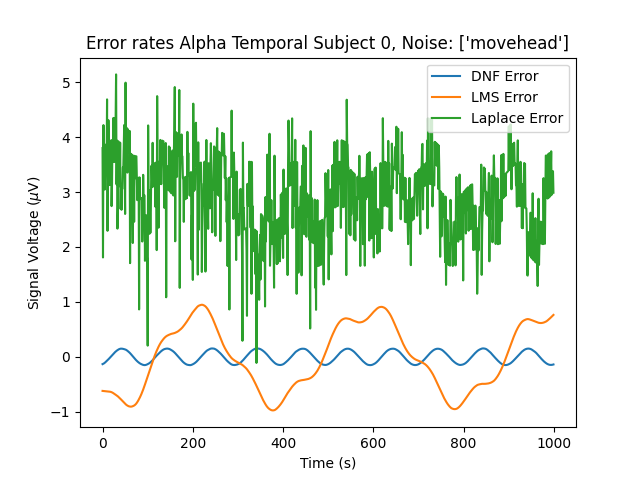 Error rates Alpha Temporal Subject 0, Noise: ['movehead']
DNF Error
LMS Error
Laplace Error
Signal Voltage (μV)
5
4
3
2
1
0
−1
0 200 400 600 800 1000
Time (s)